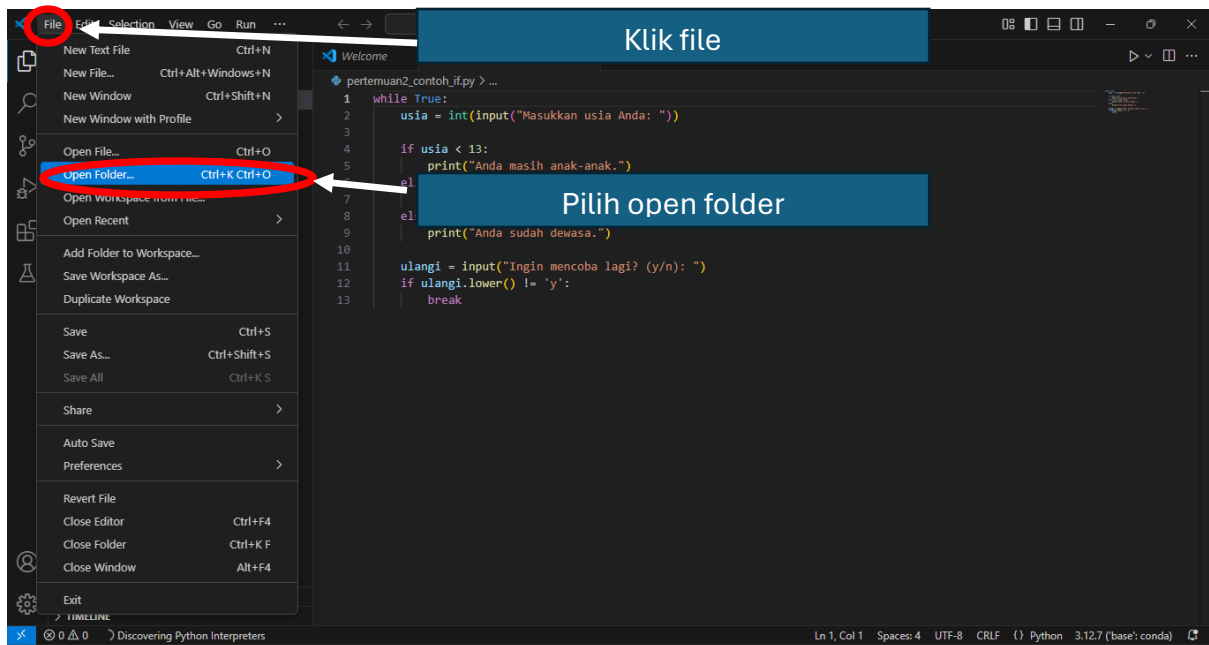 File Edit Selection View Go Run ···
Klik file
New Text File Ctrl+N
New File... Ctrl+Alt+Windows+N
New Window Ctrl+Shift+N
New Window with Profile >
Open File... Ctrl+O
Open Folder... Ctrl+K Ctrl+O
Open Workspace from File...
Open Recent >
Add Folder to Workspace...
Save Workspace As...
Duplicate Workspace
Save Ctrl+S
Save As... Ctrl+Shift+S
Save All Ctrl+K S
Share >
Auto Save
Preferences >
Revert File
Close Editor Ctrl+F4
Close Folder Ctrl+K F
Close Window Alt+F4
Exit
> TIMELINE
Welcome
pertemuan2_contoh_if.py > ...
1 while True:
2 usia = int(input("Masukkan usia Anda: "))
3
4 if usia < 13:
5 print("Anda masih anak-anak.")
el
7
8 el
9 print("Anda sudah dewasa.")
10
11 ulangi = input("Ingin mencoba lagi? (y/n): ")
12 if ulangi.lower() != 'y':
13 break
Pilih open folder
0 0 Discovering Python Interpreters
Ln 1, Col 1 Spaces: 4 UTF-8 CRLF {} Python 3.12.7 ('base': conda)